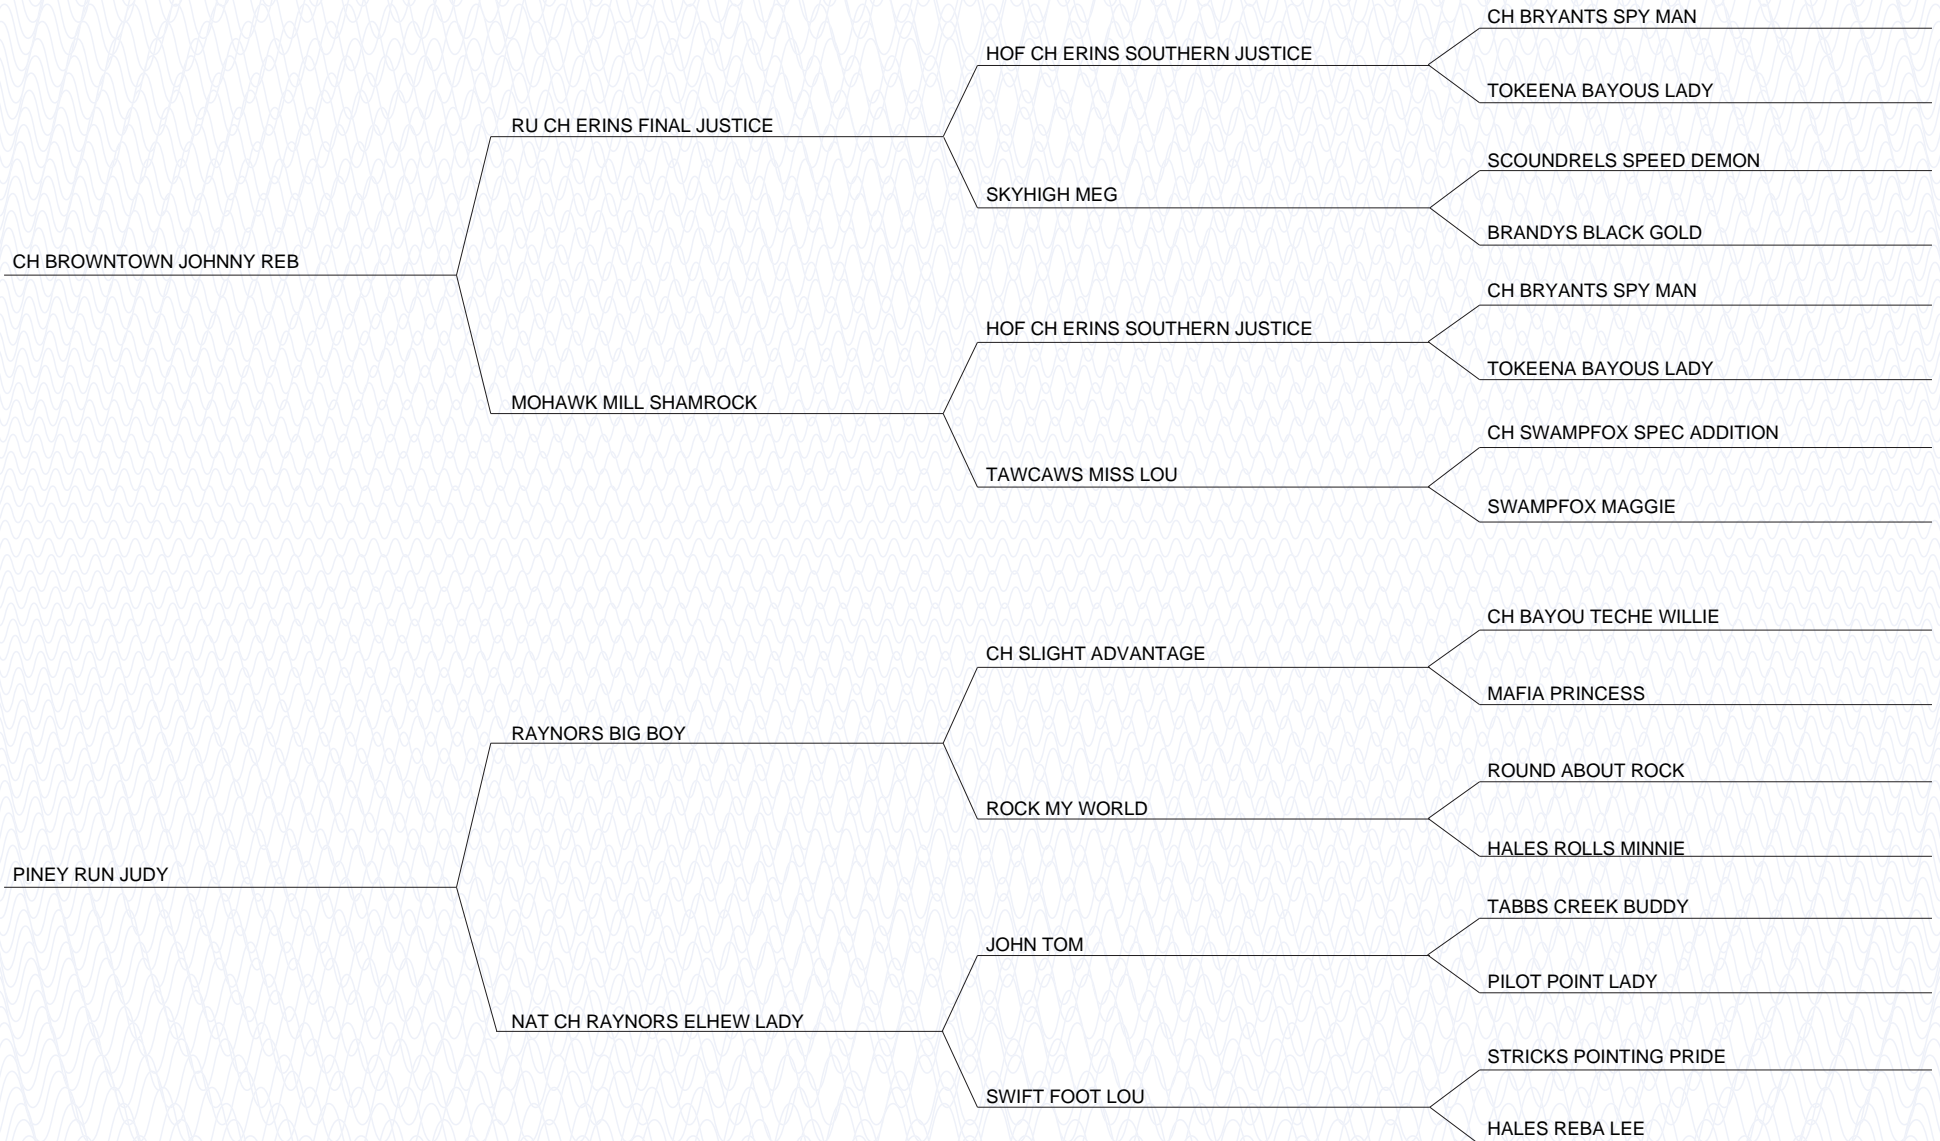 CH BRYANTS SPY MAN
HOF CH ERINS SOUTHERN JUSTICE
TOKEENA BAYOUS LADY
RU CH ERINS FINAL JUSTICE
SCOUNDRELS SPEED DEMON
SKYHIGH MEG
BRANDYS BLACK GOLD
CH BROWNTOWN JOHNNY REB
CH BRYANTS SPY MAN
HOF CH ERINS SOUTHERN JUSTICE
TOKEENA BAYOUS LADY
MOHAWK MILL SHAMROCK
CH SWAMPFOX SPEC ADDITION
TAWCAWS MISS LOU
SWAMPFOX MAGGIE
CH BAYOU TECHE WILLIE
CH SLIGHT ADVANTAGE
MAFIA PRINCESS
RAYNORS BIG BOY
ROUND ABOUT ROCK
ROCK MY WORLD
HALES ROLLS MINNIE
PINEY RUN JUDY
TABBS CREEK BUDDY
JOHN TOM
PILOT POINT LADY
NAT CH RAYNORS ELHEW LADY
STRICKS POINTING PRIDE
SWIFT FOOT LOU
HALES REBA LEE